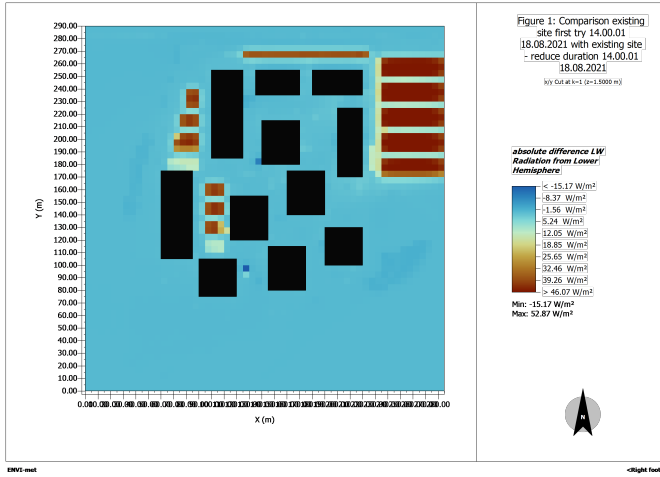 Figure 1: Comparison existing
site first try 14.00.01
18.08.2021 with existing site
- reduce duration 14.00.01
18.08.2021
x/y Cut at k=1 (z=1.5000 m)
absolute difference LW
Radiation from Lower
Hemisphere
< -15.17 W/m²
-8.37 W/m²
-1.56 W/m²
5.24 W/m²
12.05 W/m²
18.85 W/m²
25.65 W/m²
32.46 W/m²
39.26 W/m²
> 46.07 W/m²
Min: -15.17 W/m²
Max: 52.87 W/m²
N
290.00
280.00
270.00
260.00
250.00
240.00
230.00
220.00
210.00
200.00
190.00
180.00
170.00
160.00
150.00
140.00
130.00
120.00
110.00
100.00
90.00
80.00
70.00
60.00
50.00
40.00
30.00
20.00
10.00
0.00
Y (m)
X (m)
ENVI-met
<Right foot